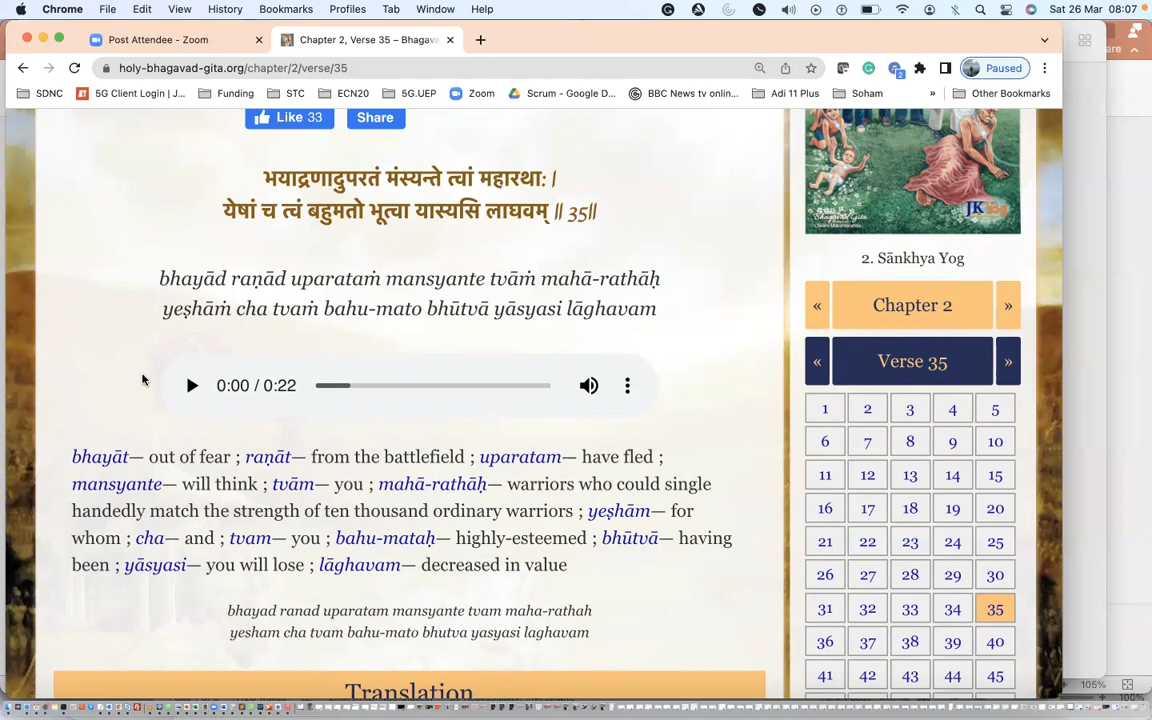 Chrome File Edit View History Bookmarks Profiles Tab Window Help Sat 26 Mar 08:07
Post Attendee - Zoom Chapter 2, Verse 35 – Bhagava
holy-bhagavad-gita.org/chapter/2/verse/35 2 Paused
SDNC 5G Client Login | J... Funding STC ECN20 5G.UEP Zoom Scrum - Google D... BBC News tv onlin... Adi 11 Plus Soham » Other Bookmarks
Like 33 Share
भयाद्रणादुपरतं मंस्यन्ते त्वां महारथा: |
येषां च त्वं बहुमतो भूत्वा यास्यसि लाघवम् || 35||
bhayād raṇād uparataṁ mansyante tvāṁ mahā-rathāḥ
yeṣhāṁ cha tvaṁ bahu-mato bhūtvā yāsyasi lāghavam
0:00 / 0:22
bhayāt— out of fear ; raṇāt— from the battlefield ; uparatam— have fled ;
mansyante— will think ; tvām— you ; mahā-rathāḥ— warriors who could single
handedly match the strength of ten thousand ordinary warriors ; yeṣhām— for
whom ; cha— and ; tvam— you ; bahu-mataḥ— highly-esteemed ; bhūtvā— having
been ; yāsyasi— you will lose ; lāghavam— decreased in value
bhayad ranad uparatam mansyante tvam maha-rathah
yesham cha tvam bahu-mato bhutva yasyasi laghavam
Translation
JKYog
2. Sānkhya Yog
« Chapter 2 »
« Verse 35 »
1 2 3 4 5
6 7 8 9 10
11 12 13 14 15
16 17 18 19 20
21 22 23 24 25
26 27 28 29 30
31 32 33 34 35
36 37 38 39 40
41 42 43 44 45
are
105%
100%